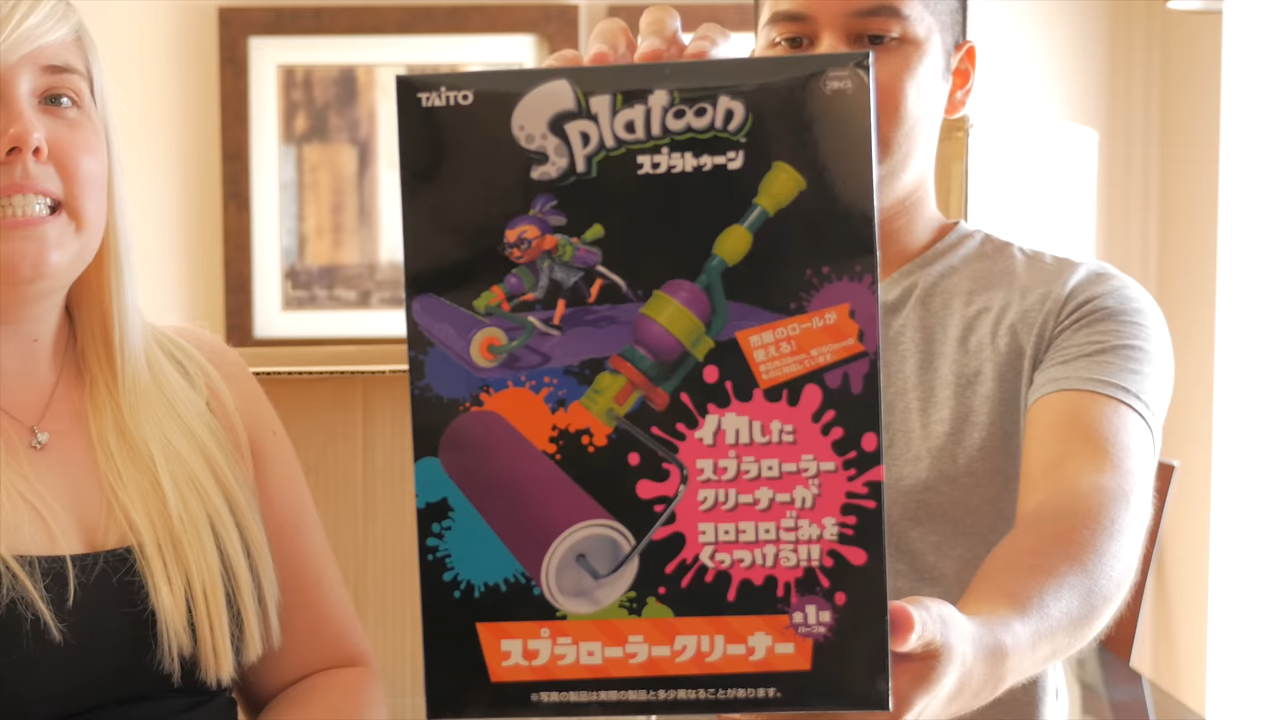 TAITO
Splatoon
スプラトゥーン
市販のロールが
使える!
イカした
スプラローラー
クリーナーが
コロコロごみを
くっつける!!
全1種
パープル
スプラローラークリーナー
※写真の製品は実際の製品と多少異なることがあります。